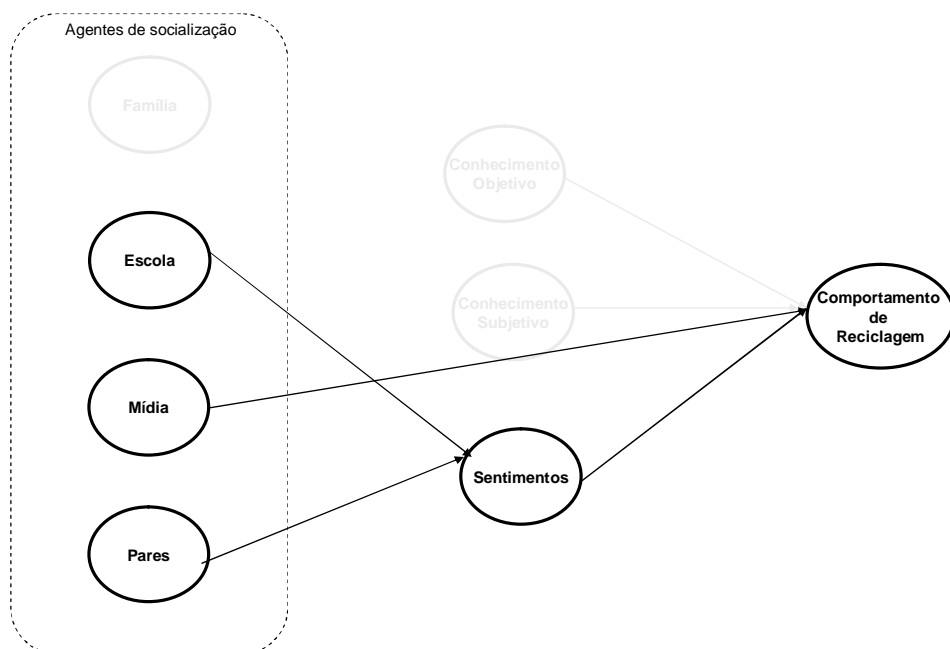 Agentes de socialização
Família
Conhecimento
Objetivo
Escola
Conhecimento
Subjetivo
Comportamento
de
Reciclagem
Mídia
Sentimentos
Pares